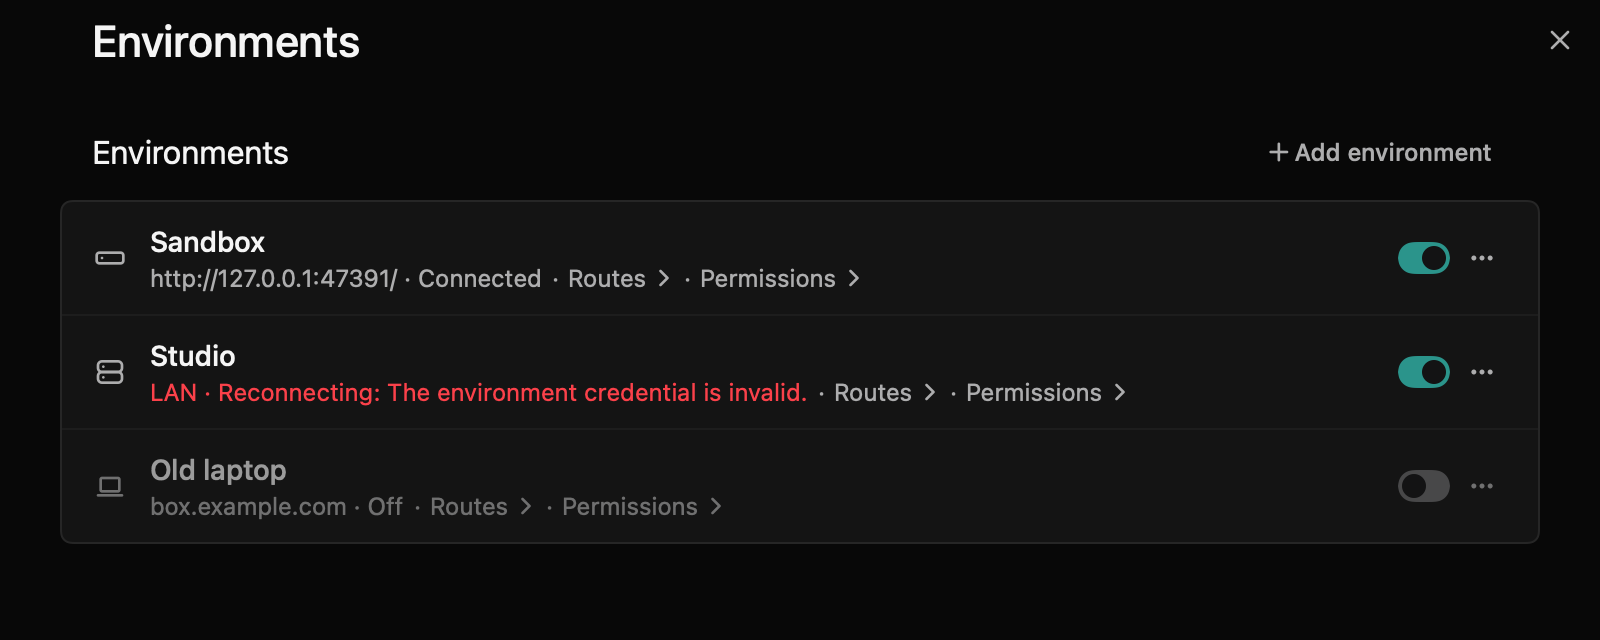 Environments
Environments
+ Add environment
Sandbox
http://127.0.0.1:47391/ · Connected · Routes > · Permissions >
Studio
LAN · Reconnecting: The environment credential is invalid. · Routes > · Permissions >
Old laptop
box.example.com · Off · Routes > · Permissions >